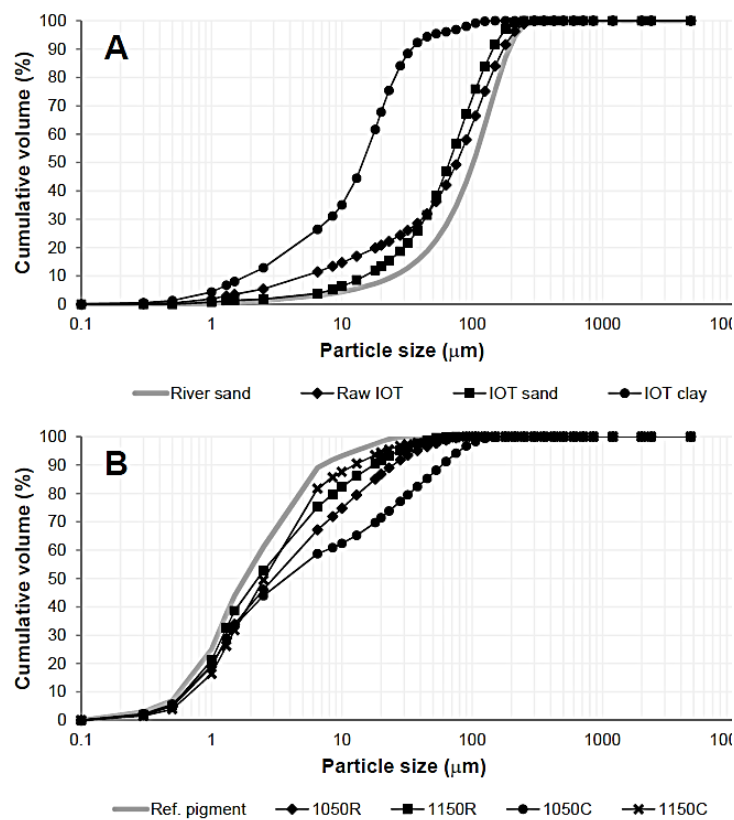 A
Cumulative volume (%)
100
90
80
70
60
50
40
30
20
10
0
0.1 1 10 100 1000 100
Particle size (μm)
River sand Raw IOT IOT sand IOT clay
B
Cumulative volume (%)
100
90
80
70
60
50
40
30
20
10
0
0.1 1 10 100 1000 100
Particle size (μm)
Ref. pigment 1050R 1150R 1050C 1150C